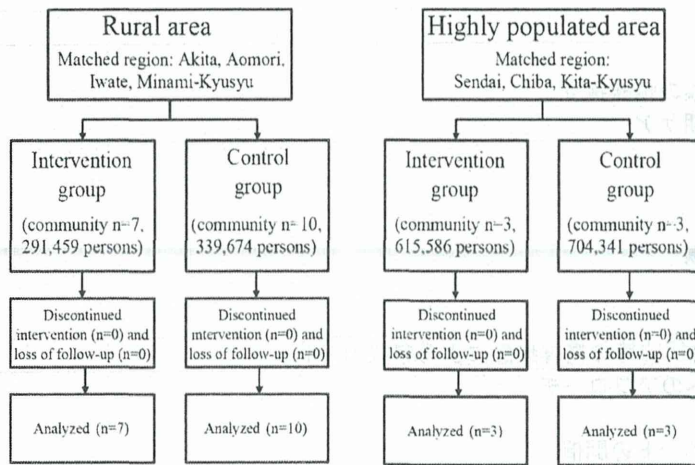 Rural area
Matched region: Akita, Aomori,
Iwate, Minami-Kyusyu
Intervention
group
(community n=7,
291,459 persons)
Control
group
(community n=10,
339,674 persons)
Discontinued
intervention (n=0) and
loss of follow-up (n=0)
Discontinued
intervention (n=0) and
loss of follow-up (n=0)
Analyzed (n=7)
Analyzed (n=10)
Highly populated area
Matched region:
Sendai, Chiba, Kita-Kyusyu
Intervention
group
(community n=3,
615,586 persons)
Control
group
(community n=3,
704,341 persons)
Discontinued
intervention (n=0) and
loss of follow-up (n=0)
Discontinued
intervention (n=0) and
loss of follow-up (n=0)
Analyzed (n=3)
Analyzed (n=3)